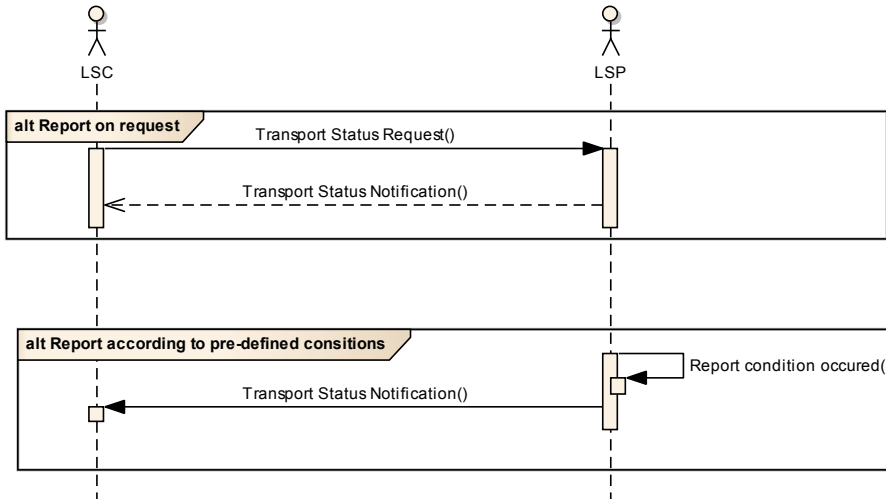 LSC
LSP
alt Report on request
Transport Status Request()
Transport Status Notification()
alt Report according to pre-defined consitions
Report condition occured(
Transport Status Notification()